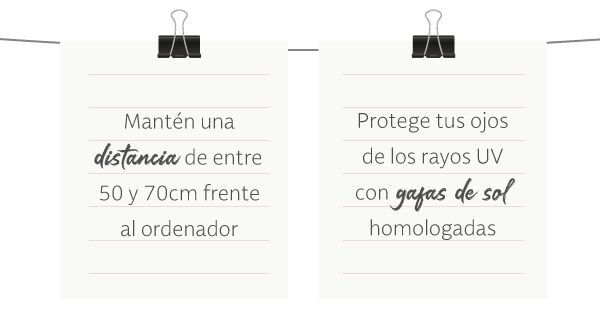 Mantén una
distancia de entre
50 y 70cm frente
al ordenador
Protege tus ojos
de los rayos UV
con gafas de sol
homologadas